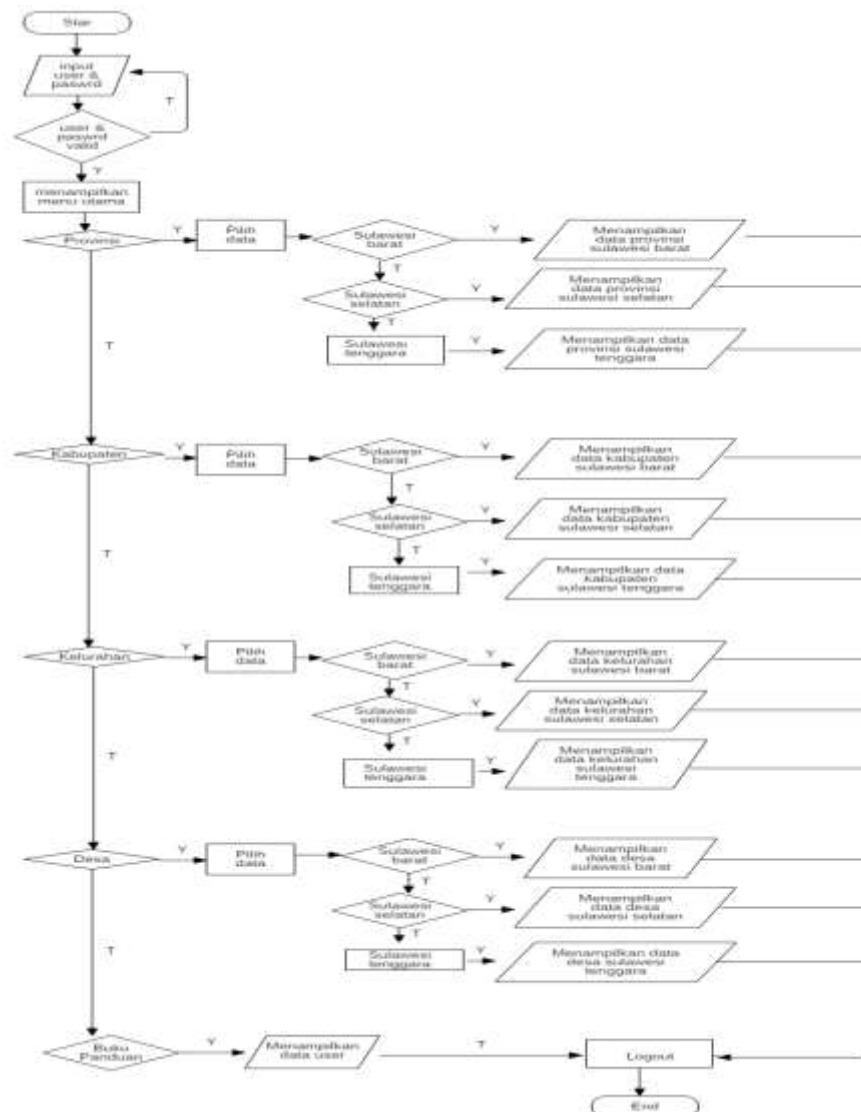 Star
input
user &
paswrd
T
user &
paswrd
valid
Y
menampilkan
menu utama
Provinsi
Y
Pilih
data
Sulawesi
barat
Y
Menampilkan
data provinsi
sulawesi barat
T
Sulawesi
selatan
Y
Menampilkan
data provinsi
sulawesi selatan
T
Sulawesi
tenggara
Y
Menampilkan data
provinsi sulawesi
tenggara
T
Kabupaten
Y
Pilih
data
Sulawesi
barat
Y
Menampilkan
data kabupaten
sulawesi barat
T
Sulawesi
selatan
Y
Menampilkan
data kabupaten
sulawesi selatan
T
Sulawesi
tenggara
Y
Menampilkan data
kabupaten
sulawesi tenggara
T
Kelurahan
Y
Pilih
data
Sulawesi
barat
Y
Menampilkan
data kelurahan
sulawesi barat
T
Sulawesi
selatan
Y
Menampilkan
data kelurahan
sulawesi selatan
T
Sulawesi
tenggara
Y
Menampilkan
data kelurahan
sulawesi
tenggara
T
Desa
Y
Pilih
data
Sulawesi
barat
Y
Menampilkan
data desa
sulawesi barat
T
Sulawesi
selatan
Y
Menampilkan
data desa
sulawesi selatan
T
Sulawesi
tenggara
Y
Menampilkan data
desa sulawesi
tenggara
T
Buku
Panduan
Y
Menampilkan
data user
T
Logout
End